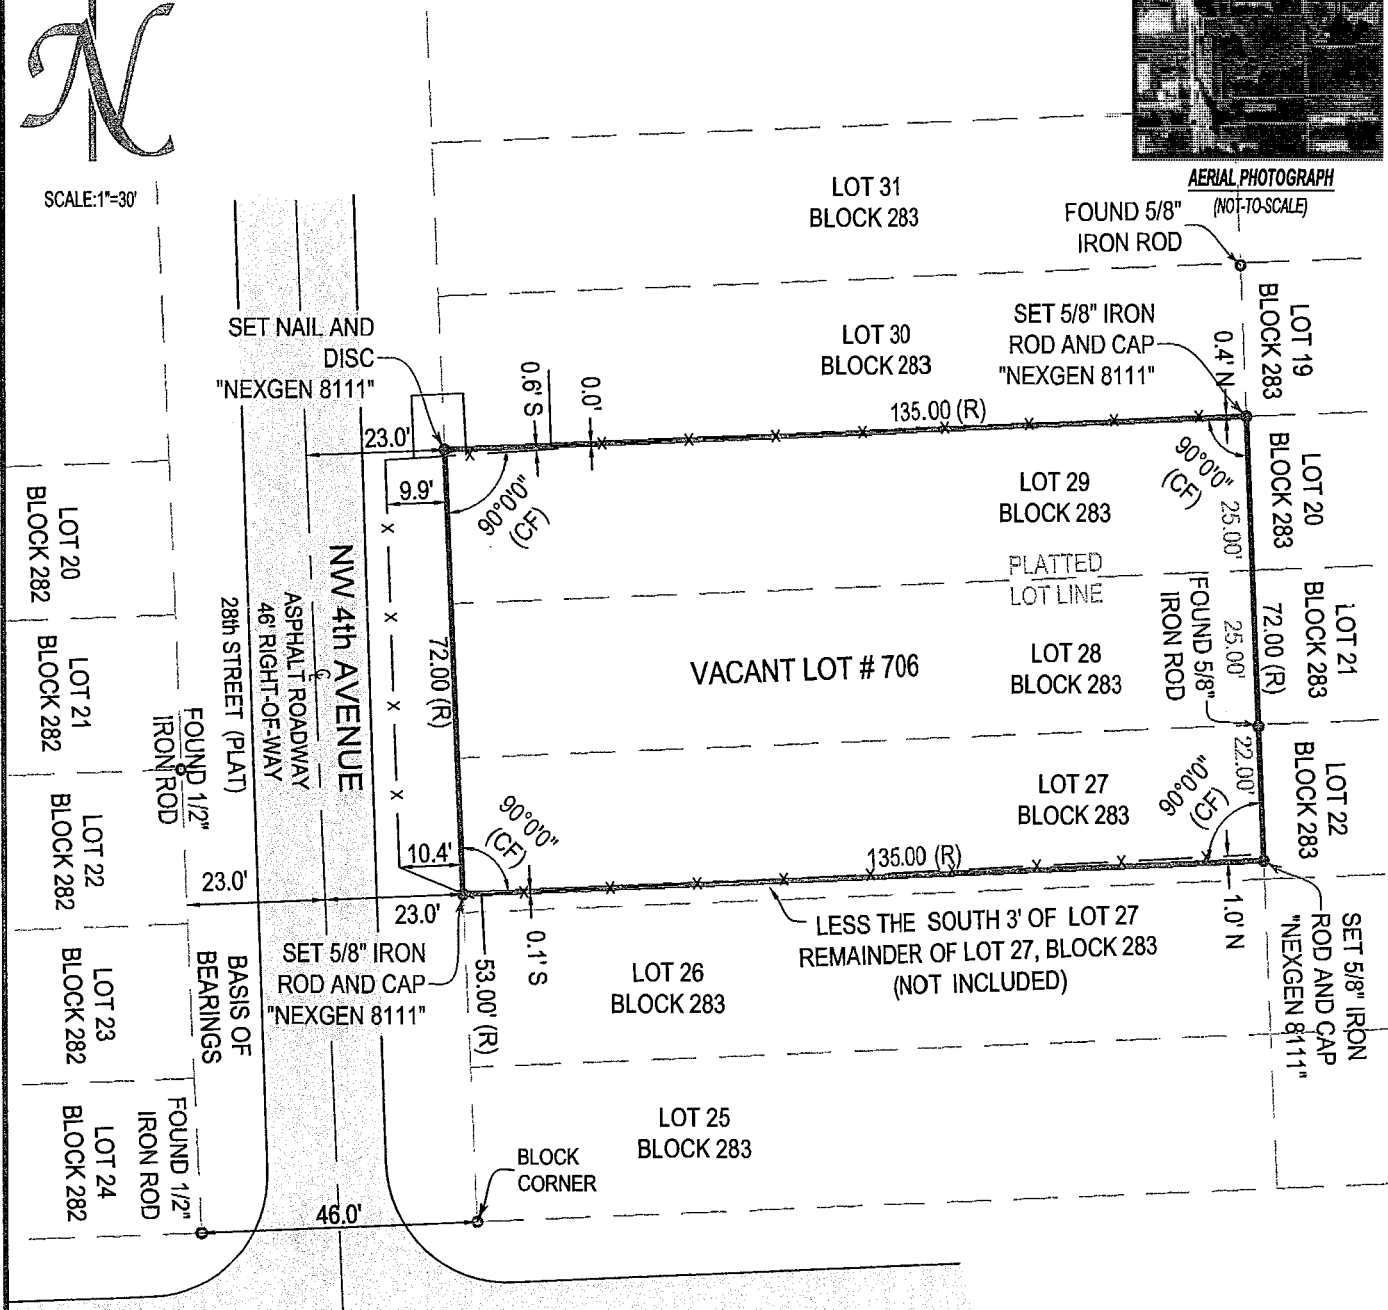 N
SCALE:1"=30'
AERIAL PHOTOGRAPH
(NOT-TO-SCALE)
LOT 31
BLOCK 283
FOUND 5/8"
IRON ROD
LOT 19
BLOCK 283
SET NAIL AND
DISC
"NEXGEN 8111"
LOT 30
BLOCK 283
SET 5/8" IRON
ROD AND CAP
"NEXGEN 8111"
0.4' N
0.6' S
0.0'
135.00 (R)
23.0'
9.9'
90°0'0"
(CF)
90°0'0"
(CF)
LOT 29
BLOCK 283
25.00'
LOT 20
BLOCK 283
LOT 20
BLOCK 282
PLATTED
LOT LINE
FOUND 5/8"
IRON ROD
25.00'
72.00 (R)
LOT 21
BLOCK 283
NW 4th AVENUE
ASPHALT ROADWAY
46' RIGHT-OF-WAY
28th STREET (PLAT)
72.00 (R)
VACANT LOT # 706
LOT 28
BLOCK 283
LOT 21
BLOCK 282
FOUND 1/2"
IRON ROD
LOT 27
BLOCK 283
22.00'
90°0'0"
(CF)
LOT 22
BLOCK 283
LOT 22
BLOCK 282
90°0'0"
(CF)
10.4'
135.00 (R)
23.0'
23.0'
0.1' S
53.00' (R)
1.0' N
LESS THE SOUTH 3' OF LOT 27
REMAINDER OF LOT 27, BLOCK 283
(NOT INCLUDED)
SET 5/8" IRON
ROD AND CAP
"NEXGEN 8111"
SET 5/8" IRON
ROD AND CAP
"NEXGEN 8111"
LOT 26
BLOCK 283
BASIS OF
BEARINGS
LOT 23
BLOCK 282
LOT 25
BLOCK 283
LOT 24
BLOCK 282
FOUND 1/2"
IRON ROD
BLOCK
CORNER
46.0'